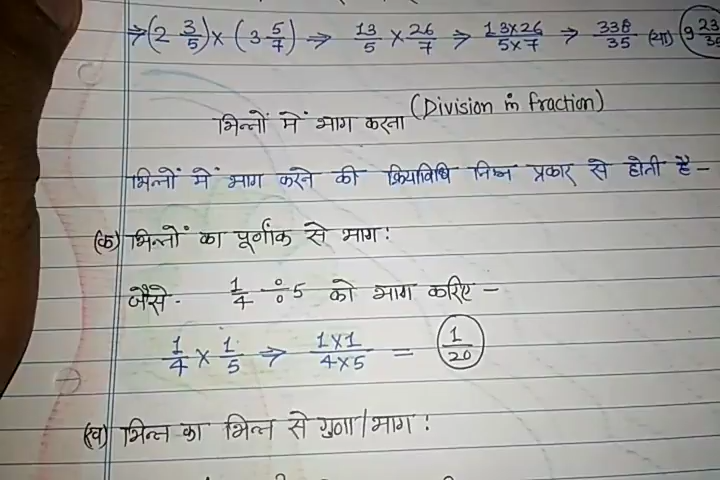 ⇒(2 3/5)×(3 5/7) ⇒ 13/5 × 26/7 ⇒ 13×26/5×7 ⇒ 338/35 (या) 9 23/35
भिन्नों में भाग करना (Division in fraction)
भिन्नों में भाग करने की क्रियाविधि निम्न प्रकार से होती है -
(क) भिन्नों का पूर्णांक से भाग:
जैसे- 1/4 ÷ 5 को भाग करिए -
1/4 × 1/5 ⇒ 1×1/4×5 = 1/20
(ख) भिन्न का भिन्न से गुणा/भाग: